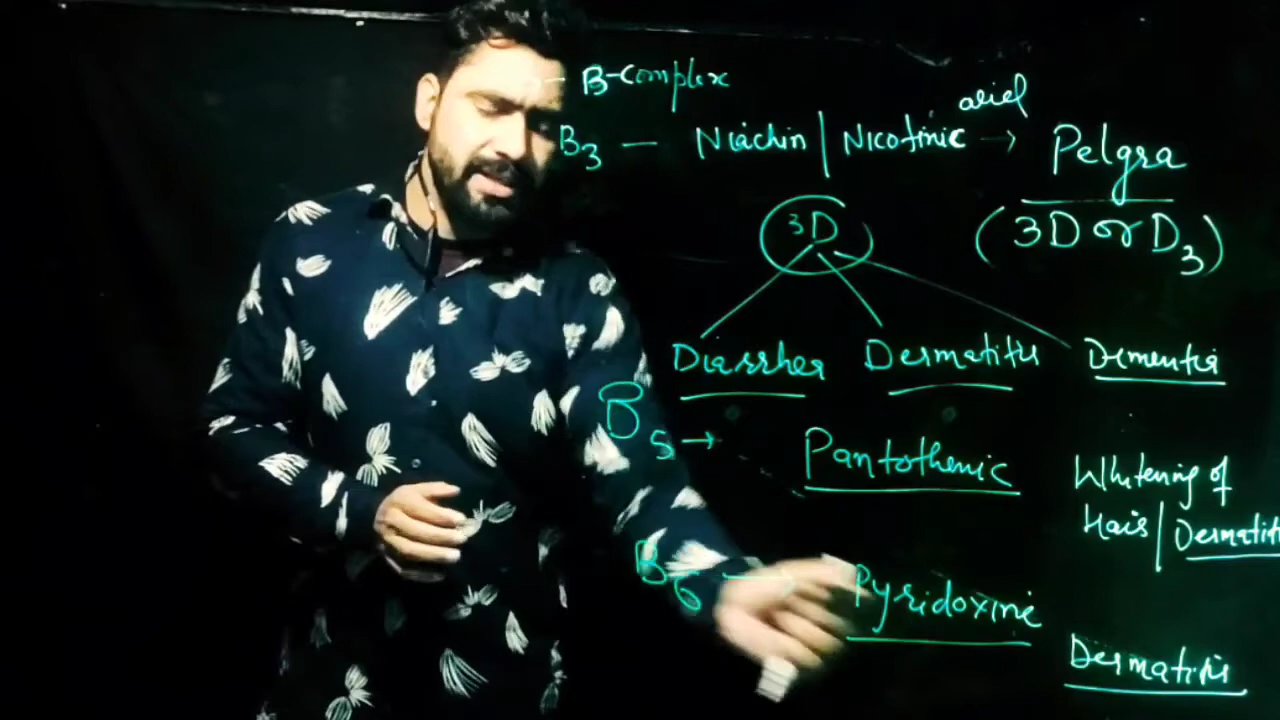 B-complex
acid
B3 — Niachin | Nicotinic → Pelgra
3D
(3D or D3)
Diarrhea Dermatitis Dementia
B5 → Pantothenic
Whitening of
Hair / Dermatit
B6 → Pyridoxine
Dermatitis